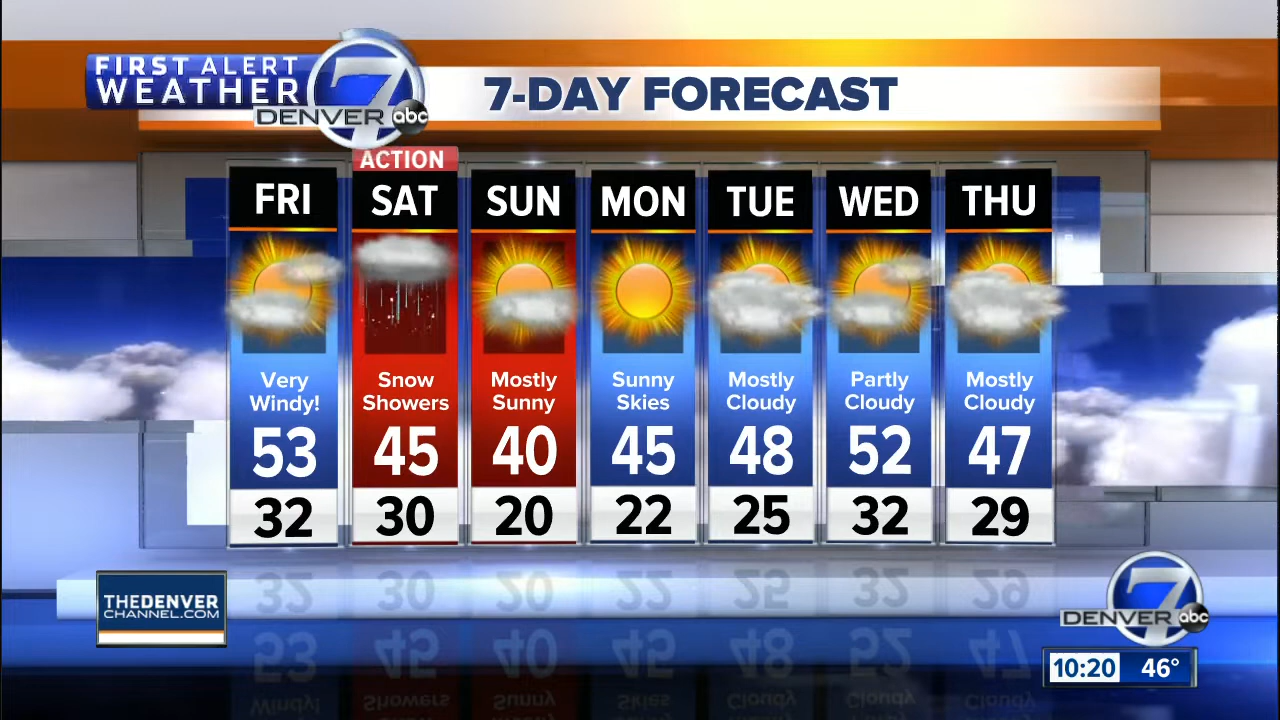 FIRST ALERT
WEATHER
7
DENVER abc
7-DAY FORECAST
ACTION
FRI SAT SUN MON TUE WED THU
Very Snow Mostly Sunny Mostly Partly Mostly
Windy! Showers Sunny Skies Cloudy Cloudy Cloudy
53 45 40 45 48 52 47
32 30 20 22 25 32 29
THEDENVER
CHANNEL.COM
7
DENVER abc
10:20 46°